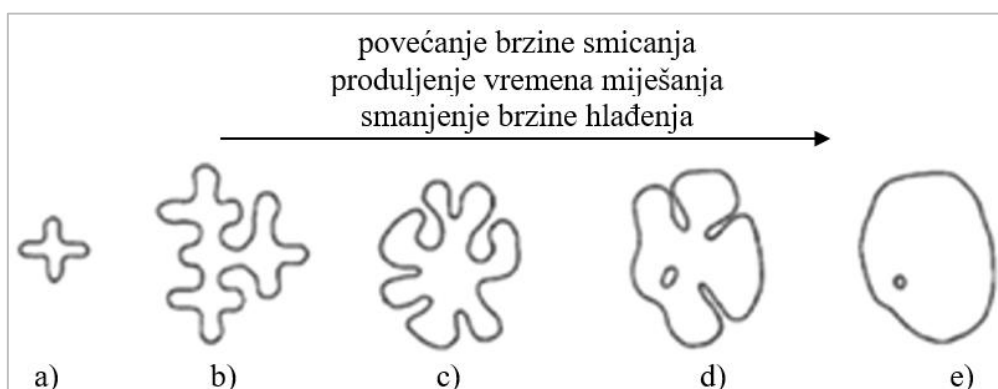 povećanje brzine smicanja
produljenje vremena miješanja
smanjenje brzine hlađenja
a) b) c) d) e)